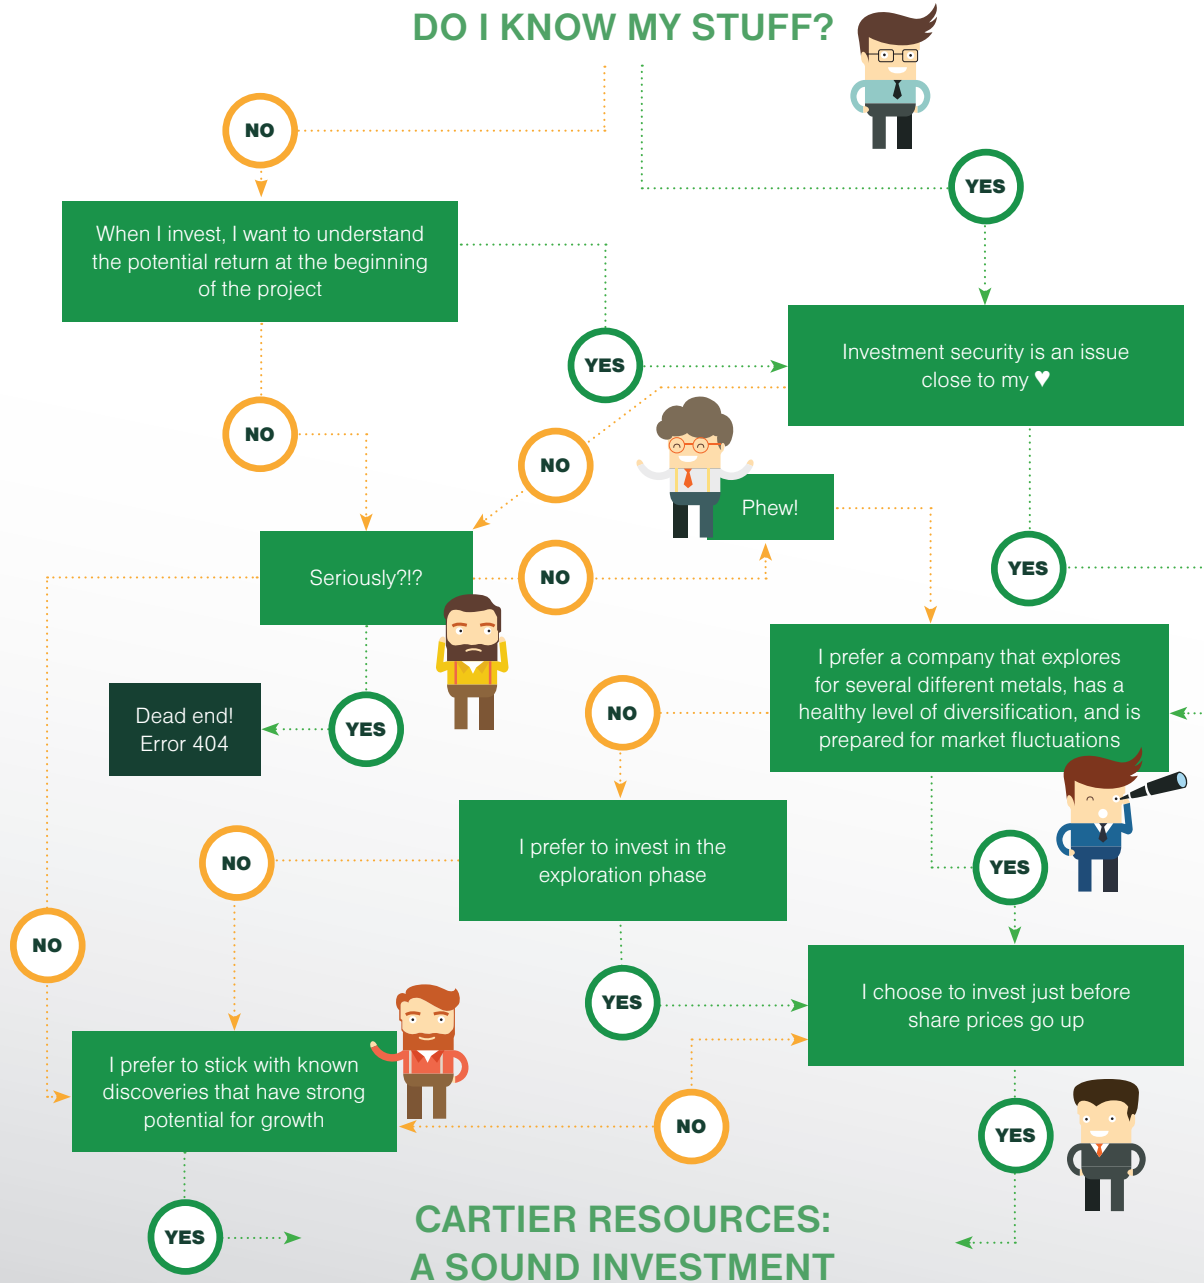 DO I KNOW MY STUFF?
NO
YES
When I invest, I want to understand
the potential return at the beginning
of the project
YES
Investment security is an issue
close to my ♥
NO
NO
Phew!
Seriously?!?
NO
YES
I prefer a company that explores
for several different metals, has a
healthy level of diversification, and is
prepared for market fluctuations
NO
Dead end!
Error 404
YES
I prefer to invest in the
exploration phase
NO
YES
NO
I choose to invest just before
share prices go up
YES
I prefer to stick with known
discoveries that have strong
potential for growth
NO
YES
YES
CARTIER RESOURCES:
A SOUND INVESTMENT